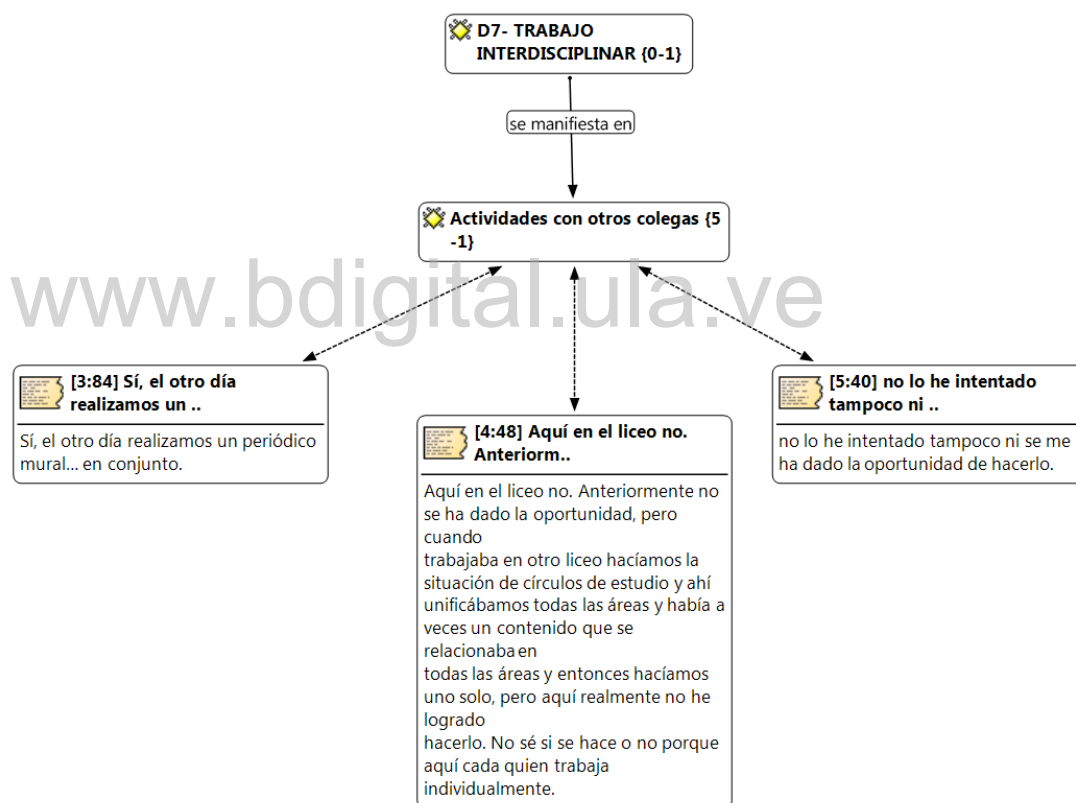 D7- TRABAJO
INTERDISCIPLINAR {0-1}
se manifiesta en
Actividades con otros colegas {5
-1}
www.bdigital.ula.ve
[3:84] Sí, el otro día
realizamos un ..
Sí, el otro día realizamos un periódico
mural... en conjunto.
[4:48] Aquí en el liceo no.
Anteriorm..
Aquí en el liceo no. Anteriormente no
se ha dado la oportunidad, pero
cuando
trabajaba en otro liceo hacíamos la
situación de círculos de estudio y ahí
unificábamos todas las áreas y había a
veces un contenido que se
relacionaba en
todas las áreas y entonces hacíamos
uno solo, pero aquí realmente no he
logrado
hacerlo. No sé si se hace o no porque
aquí cada quien trabaja
individualmente.
[5:40] no lo he intentado
tampoco ni ..
no lo he intentado tampoco ni se me
ha dado la oportunidad de hacerlo.